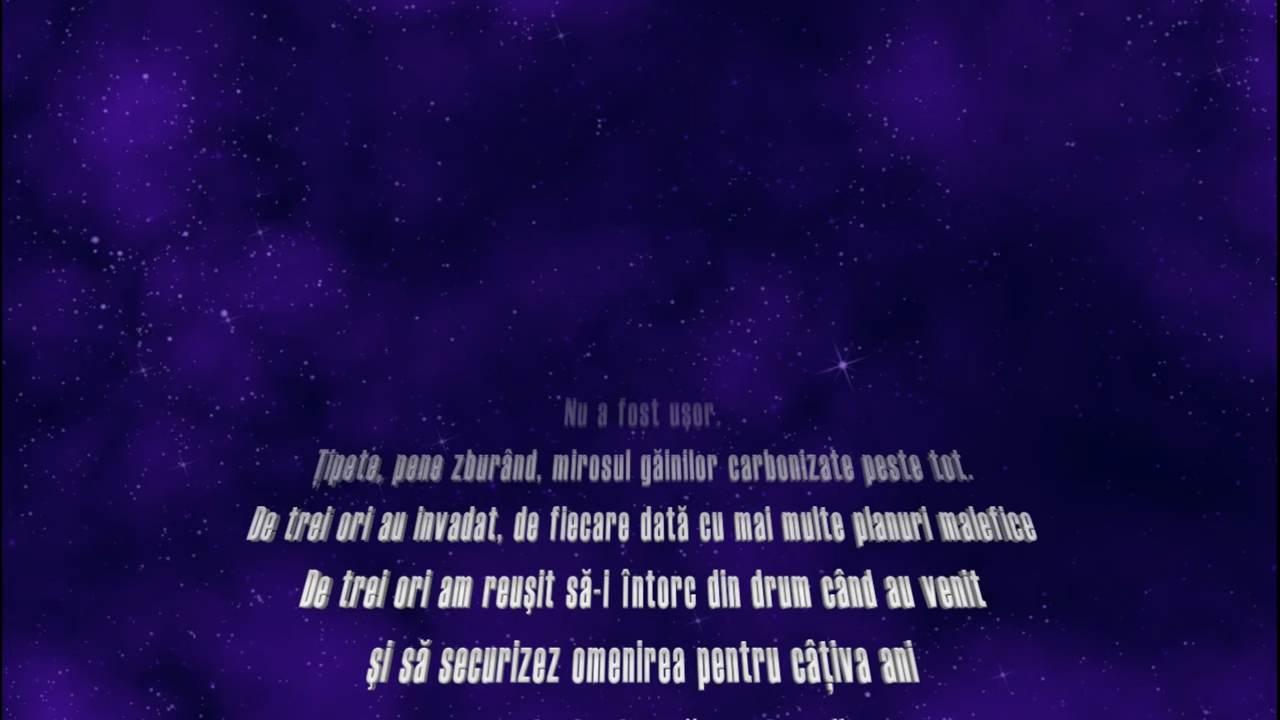 Nu a fost ușor.
Țipete, pene zburând, mirosul găinilor carbonizate peste tot.
De trei ori au invadat, de fiecare dată cu mai multe planuri malefice
De trei ori am reuşit să-i întorc din drum când au venit
şi să securizez omenirea pentru câțiva ani